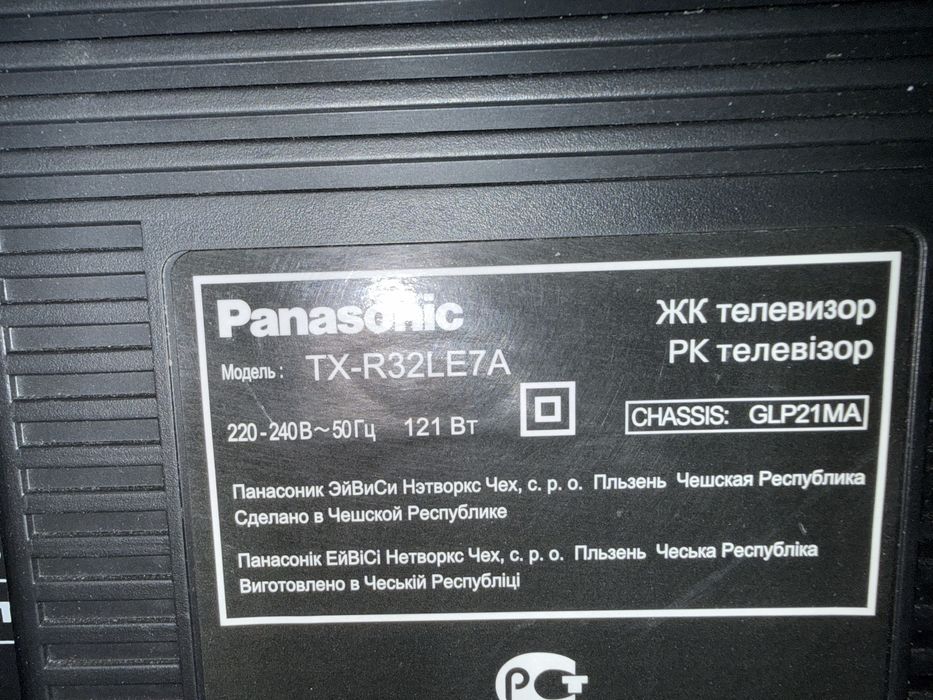 Panasonic
ЖК телевизор
РК телевізор
Модель: TX-R32LE7A
220-240В~50Гц 121 Вт
CHASSIS: GLP21MA
Панасоник ЭйВиСи Нэтворкс Чех, с. р. о. Пльзень Чешская Республика
Сделано в Чешской Республике
Панасонік ЕйВіСі Нетворкс Чех, с. р. о. Пльзень Чеська Республіка
Виготовлено в Чеській Республіці